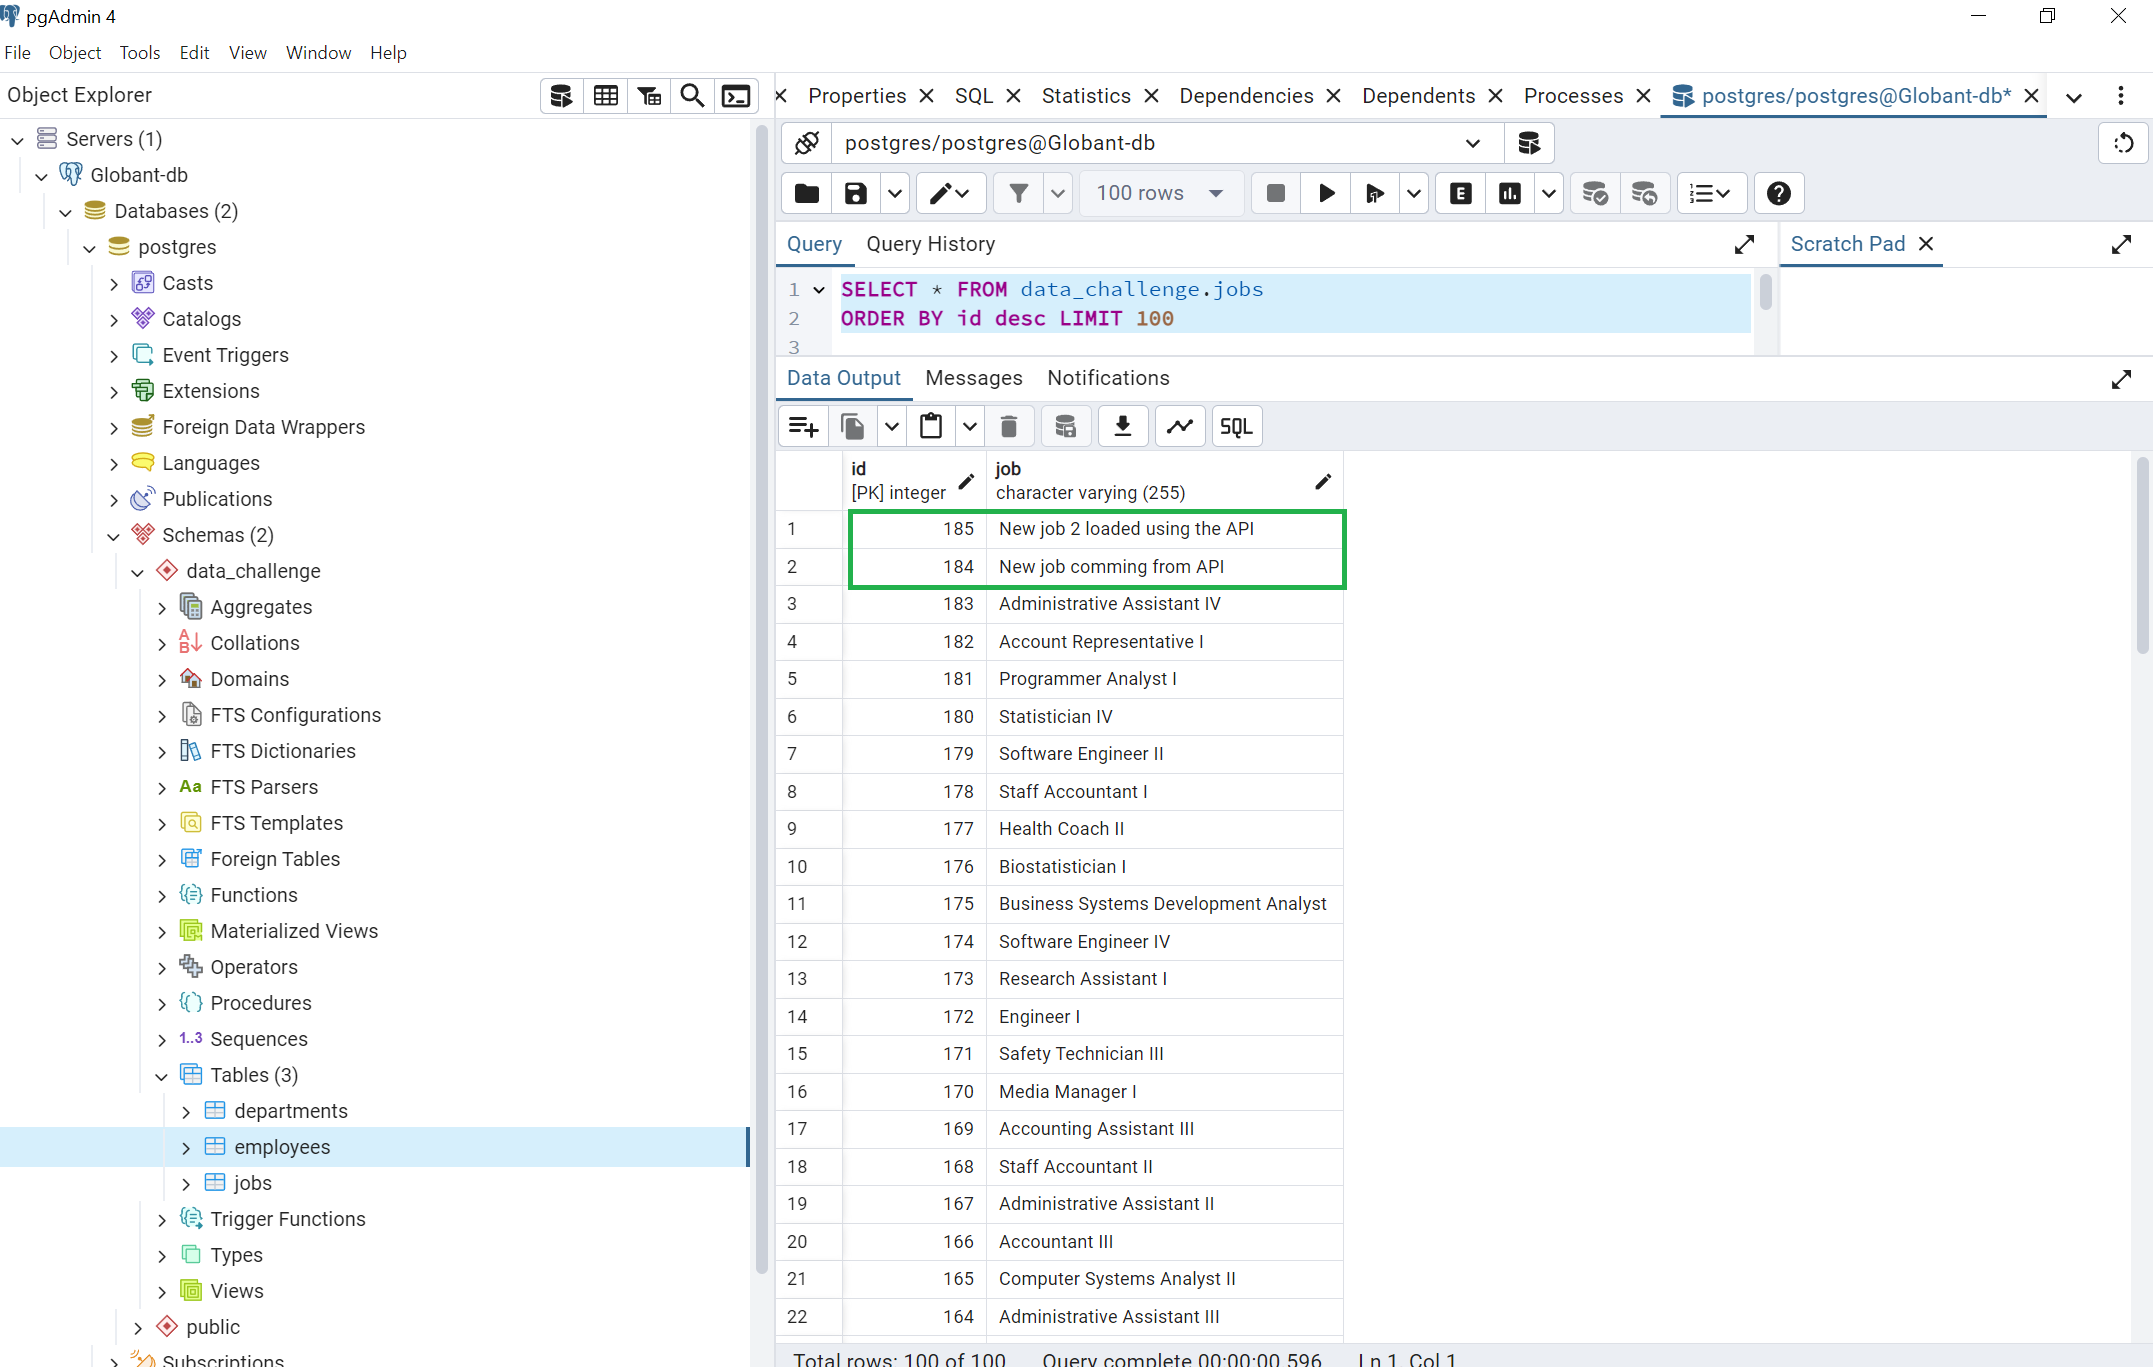 pgAdmin 4
File Object Tools Edit View Window Help
Object Explorer
Servers (1)
Globant-db
Databases (2)
postgres
Casts
Catalogs
Event Triggers
Extensions
Foreign Data Wrappers
Languages
Publications
Schemas (2)
data_challenge
Aggregates
Collations
Domains
FTS Configurations
FTS Dictionaries
Aa FTS Parsers
FTS Templates
Foreign Tables
Functions
Materialized Views
Operators
Procedures
1..3 Sequences
Tables (3)
departments
employees
jobs
Trigger Functions
Types
Views
public
Subscriptions
Properties SQL Statistics Dependencies Dependents Processes postgres/postgres@Globant-db*
postgres/postgres@Globant-db
100 rows
E
Query Query History
Scratch Pad
1 SELECT * FROM data_challenge.jobs
2 ORDER BY id desc LIMIT 100
3
Data Output Messages Notifications
SQL
id job
[PK] integer character varying (255)
1 185 New job 2 loaded using the API
2 184 New job comming from API
3 183 Administrative Assistant IV
4 182 Account Representative I
5 181 Programmer Analyst I
6 180 Statistician IV
7 179 Software Engineer II
8 178 Staff Accountant I
9 177 Health Coach II
10 176 Biostatistician I
11 175 Business Systems Development Analyst
12 174 Software Engineer IV
13 173 Research Assistant I
14 172 Engineer I
15 171 Safety Technician III
16 170 Media Manager I
17 169 Accounting Assistant III
18 168 Staff Accountant II
19 167 Administrative Assistant II
20 166 Accountant III
21 165 Computer Systems Analyst II
22 164 Administrative Assistant III
Total rows: 100 of 100 Query complete 00:00:00.596 Ln 1, Col 1